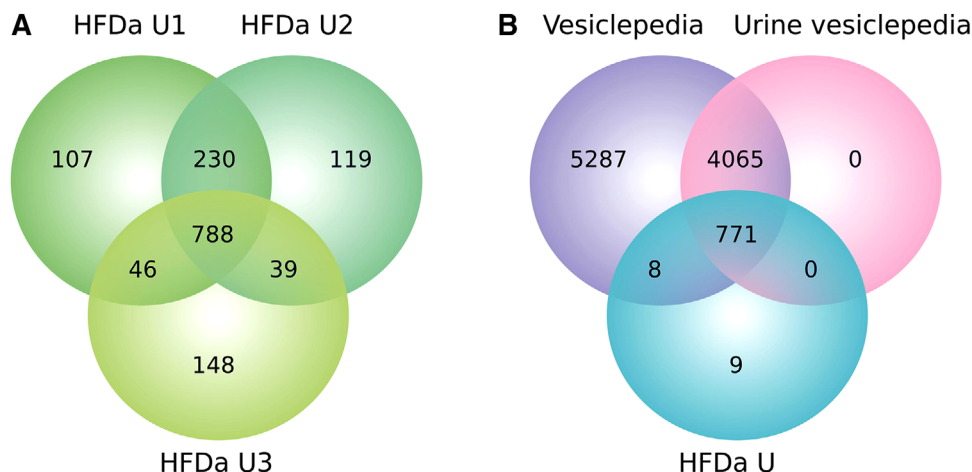 A HFDa U1 HFDa U2
107 230 119
788
46 39
148
HFDa U3
B Vesiclepedia Urine vesiclepedia
5287 4065 0
771
8 0
9
HFDa U